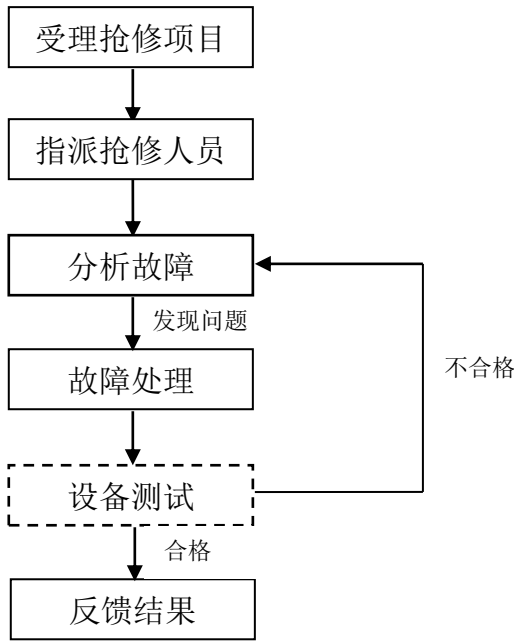 受理抢修项目
指派抢修人员
分析故障
发现问题
故障处理
不合格
设备测试
合格
反馈结果